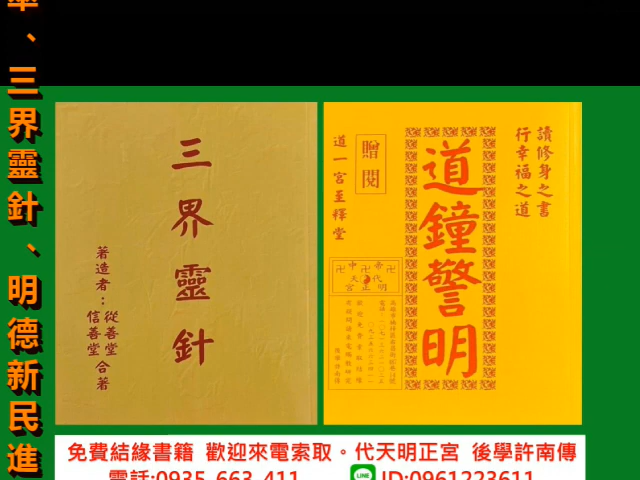 、三界靈針、明德新民進
三界靈針
著造者：從善堂
信善堂 合著
讀修身之書
行幸福之道
道鐘警明
贈閱
道一宮至釋堂
免費結緣書籍 歡迎來電索取。代天明正宮 後學許南傳
電話:0935-663-411
ID:0961223611